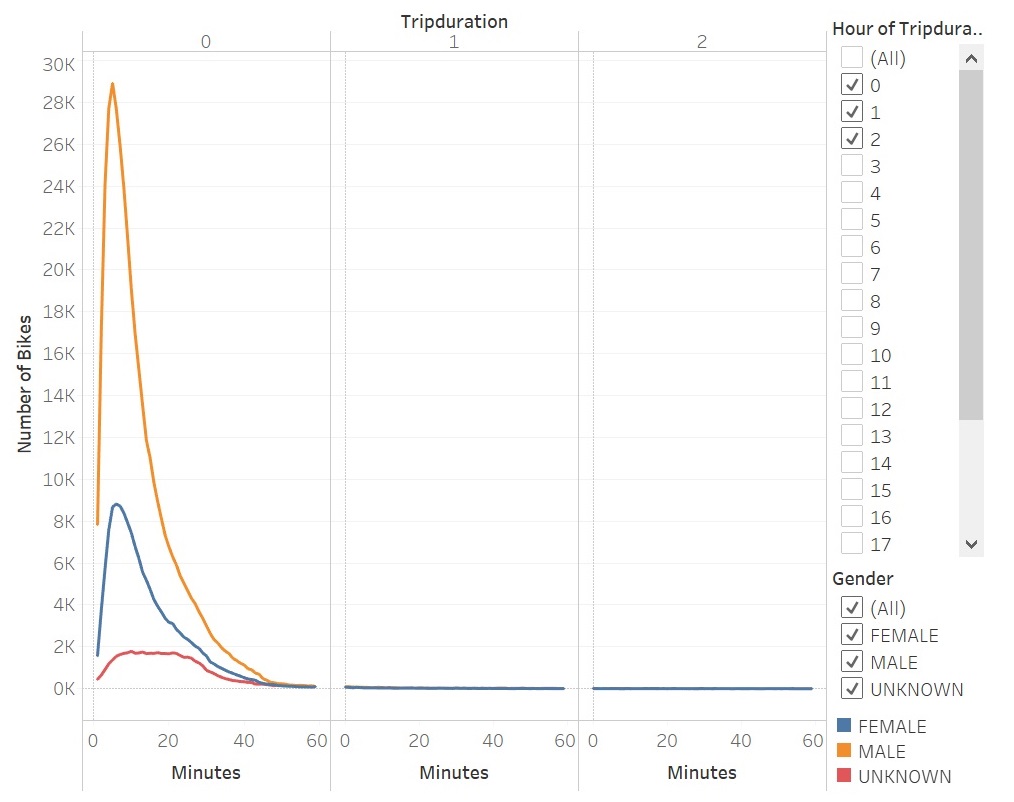 Tripduration
0 1 2
30K
28K
26K
24K
22K
20K
18K
16K
14K
12K
10K
8K
6K
4K
2K
0K
Number of Bikes
0 20 40 60 0 20 40 60 0 20 40 60
Minutes Minutes Minutes
Hour of Tripdura..
(All)
0
1
2
3
4
5
6
7
8
9
10
11
12
13
14
15
16
17
Gender
(All)
FEMALE
MALE
UNKNOWN
FEMALE
MALE
UNKNOWN